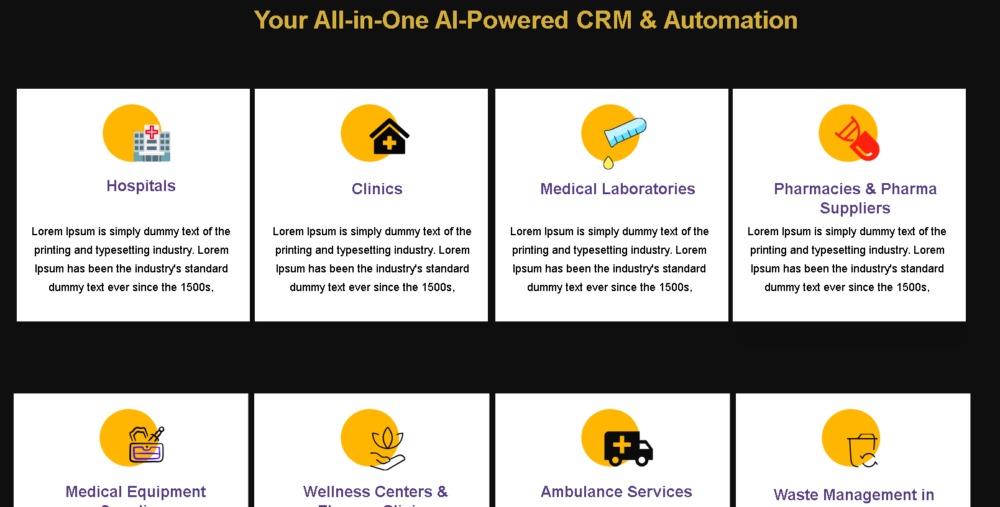 Your All-in-One AI-Powered CRM & Automation
Hospitals
Lorem Ipsum is simply dummy text of the
printing and typesetting industry. Lorem
Ipsum has been the industry's standard
dummy text ever since the 1500s,
Clinics
Lorem Ipsum is simply dummy text of the
printing and typesetting industry. Lorem
Ipsum has been the industry's standard
dummy text ever since the 1500s,
Medical Laboratories
Lorem Ipsum is simply dummy text of the
printing and typesetting industry. Lorem
Ipsum has been the industry's standard
dummy text ever since the 1500s,
Pharmacies & Pharma
Suppliers
Lorem Ipsum is simply dummy text of the
printing and typesetting industry. Lorem
Ipsum has been the industry's standard
dummy text ever since the 1500s,
Medical Equipment
Wellness Centers &
Ambulance Services
Waste Management in